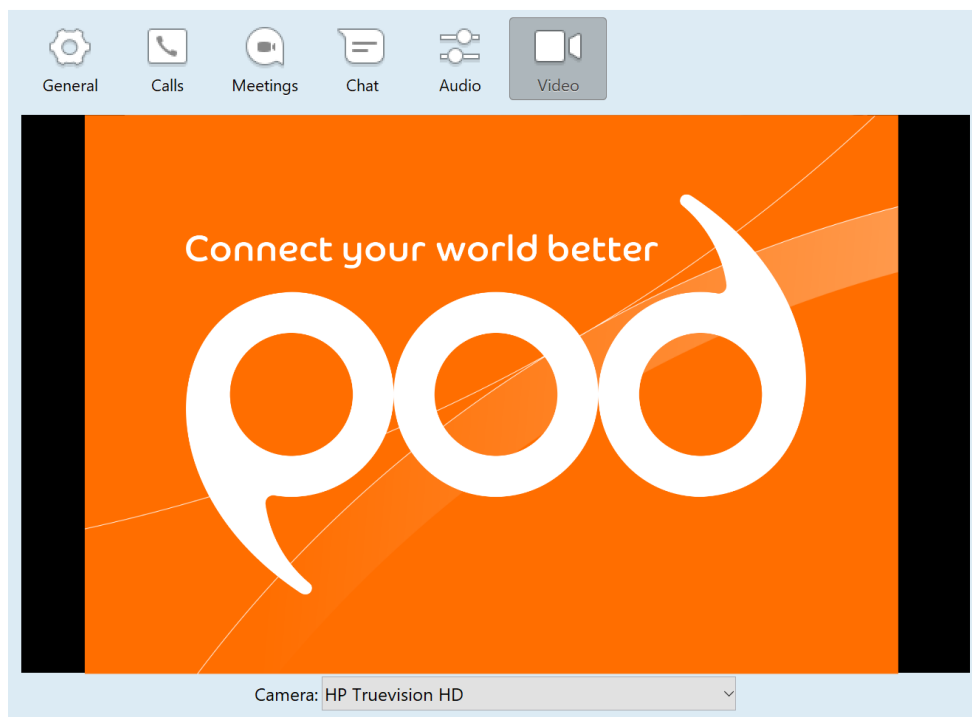 General Calls Meetings Chat Audio Video
Connect your world better
pod
Camera: HP Truevision HD